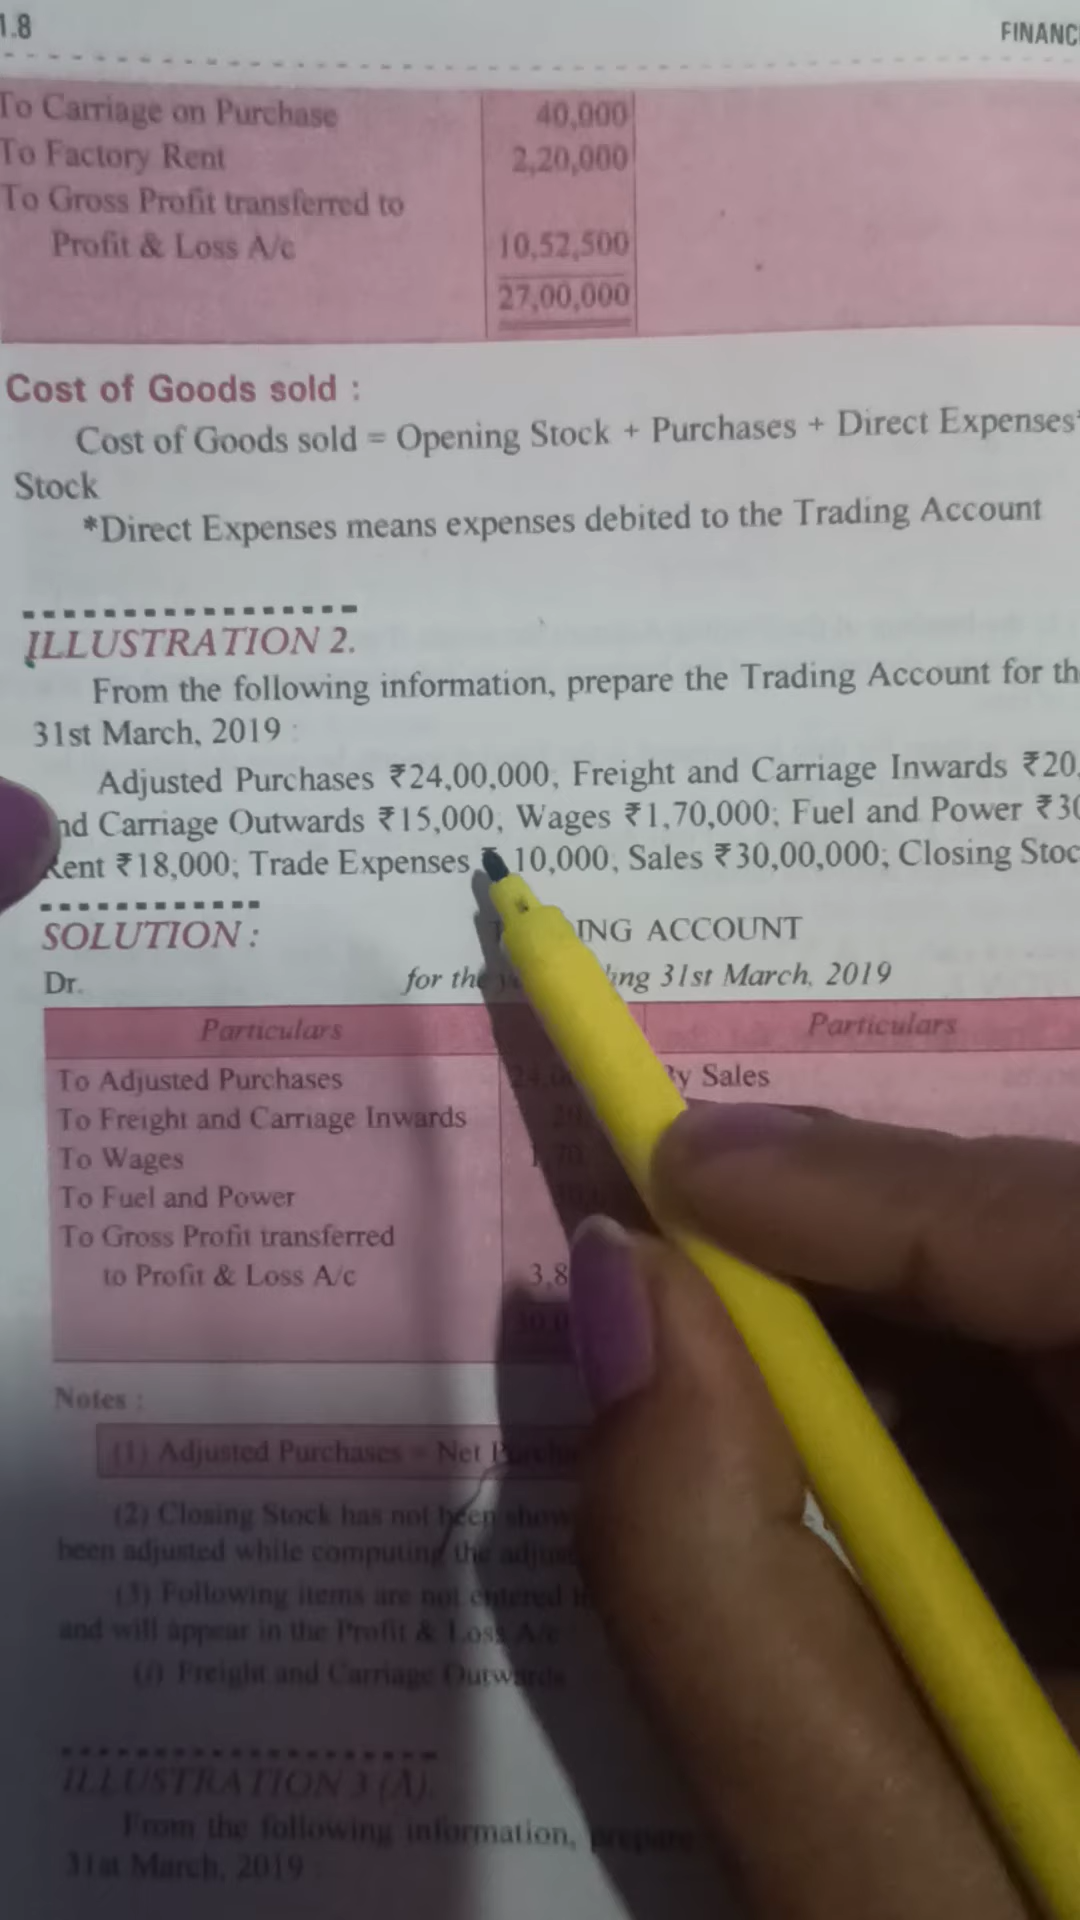 1.8
FINANC
To Carriage on Purchase 40,000
To Factory Rent 2,20,000
To Gross Profit transferred to
Profit & Loss A/c 10,52,500
27,00,000
Cost of Goods sold :
Cost of Goods sold = Opening Stock + Purchases + Direct Expenses*
Stock
*Direct Expenses means expenses debited to the Trading Account
ILLUSTRATION 2.
From the following information, prepare the Trading Account for th
31st March, 2019 :
Adjusted Purchases ₹24,00,000; Freight and Carriage Inwards ₹20,
nd Carriage Outwards ₹15,000; Wages ₹1,70,000; Fuel and Power ₹30
Rent ₹18,000; Trade Expenses 10,000; Sales ₹30,00,000; Closing Stoc
SOLUTION :
ING ACCOUNT
Dr. for the ing 31st March, 2019
Particulars Particulars
To Adjusted Purchases By Sales
To Freight and Carriage Inwards
To Wages 1,70
To Fuel and Power
To Gross Profit transferred
to Profit & Loss A/c 3,8
Notes :
(1) Adjusted Purchases = Net
(2) Closing Stock has not been show
been adjusted while computing the adjus
(3) Following items are not entered
and will appear in the Profit & Loss A/c
(i) Freight and Carriage Outwards
ILLUSTRATION 3 (A).
From the following information, prepare
31st March, 2019